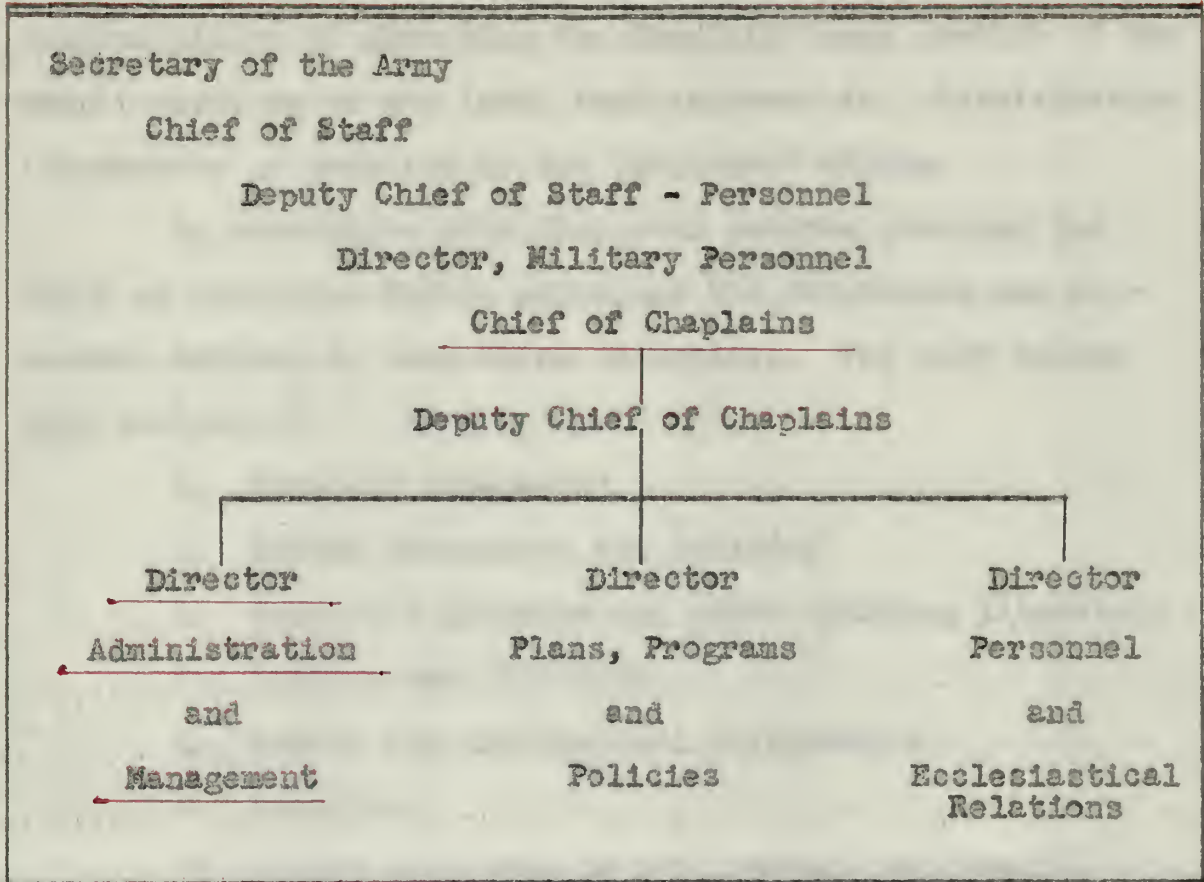 Secretary of the Army
Chief of Staff
Deputy Chief of Staff - Personnel
Director, Military Personnel
Chief of Chaplains
Deputy Chief of Chaplains
Director
Administration
and
Management
Director
Plans, Programs
and
Policies
Director
Personnel
and
Ecclesiastical
Relations